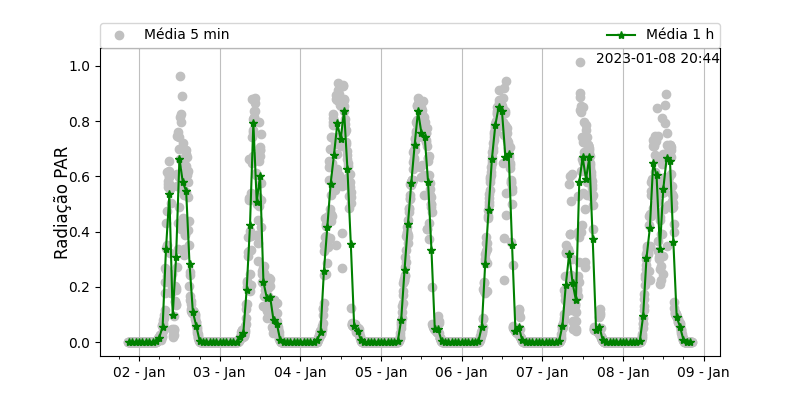 Média 5 min
Média 1 h
2023-01-08 20:44
1.0
0.8
0.6
0.4
0.2
0.0
Radiação PAR
02 - Jan
03 - Jan
04 - Jan
05 - Jan
06 - Jan
07 - Jan
08 - Jan
09 - Jan